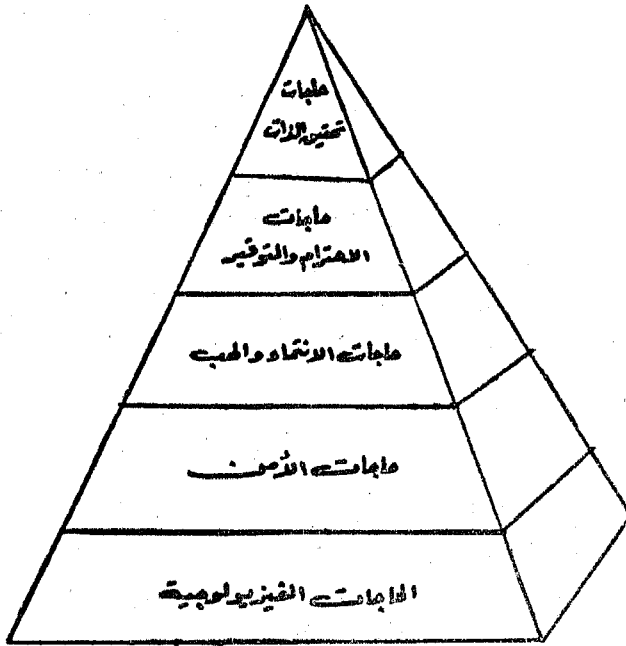 حاجات
تحقيق الذات
حاجات
الاحترام والتوقير
حاجات الانتماء والحب
حاجات الأمن
الحاجات الفيزيولوجية